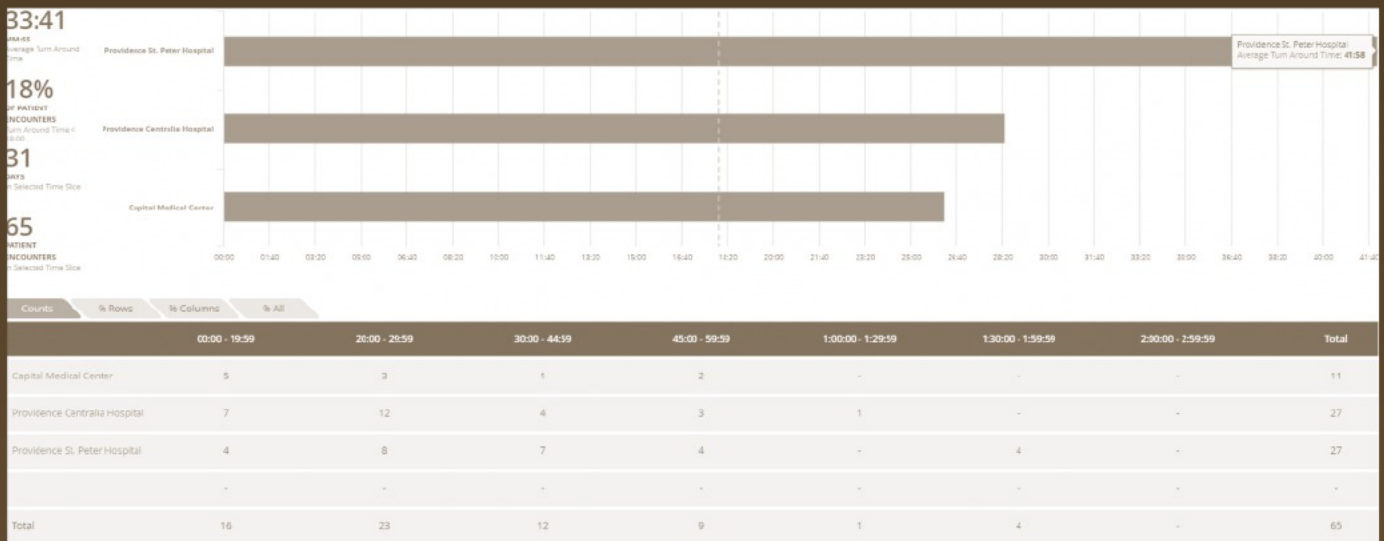 33:41
MM:SS
Average Turn Around
Time
18%
OF PATIENT
ENCOUNTERS
Turn Around Time <
31
DAYS
In Selected Time Slice
65
PATIENT
ENCOUNTERS
In Selected Time Slice
Providence St. Peter Hospital
Providence Centralia Hospital
Capital Medical Center
Providence St. Peter Hospital
Average Turn Around Time: 41:58
00:00 01:40 03:20 05:00 06:40 08:20 10:00 11:40 13:20 15:00 16:40 18:20 20:00 21:40 23:20 25:00 26:40 28:20 30:00 31:40 33:20 35:00 36:40 38:20 40:00 41:40
Counts % Rows % Columns % All
00:00 - 19:59 20:00 - 29:59 30:00 - 44:59 45:00 - 59:59 1:00:00 - 1:29:59 1:30:00 - 1:59:59 2:00:00 - 2:59:59 Total
Capital Medical Center 5 3 1 2 - - - 11
Providence Centralia Hospital 7 12 4 3 1 - - 27
Providence St. Peter Hospital 4 8 7 4 - 4 - 27
- - - - - - - -
Total 16 23 12 9 1 4 - 65